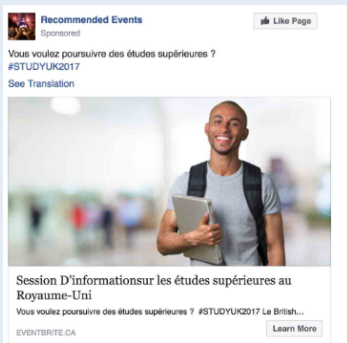 Recommended Events
Like Page
Sponsored
Vous voulez poursuivre des études supérieures ?
#STUDYUK2017
See Translation
Session D'informationsur les études supérieures au
Royaume-Uni
Vous voulez poursuivre des études supérieures ? #STUDYUK2017 Le British...
EVENTBRITE.CA
Learn More